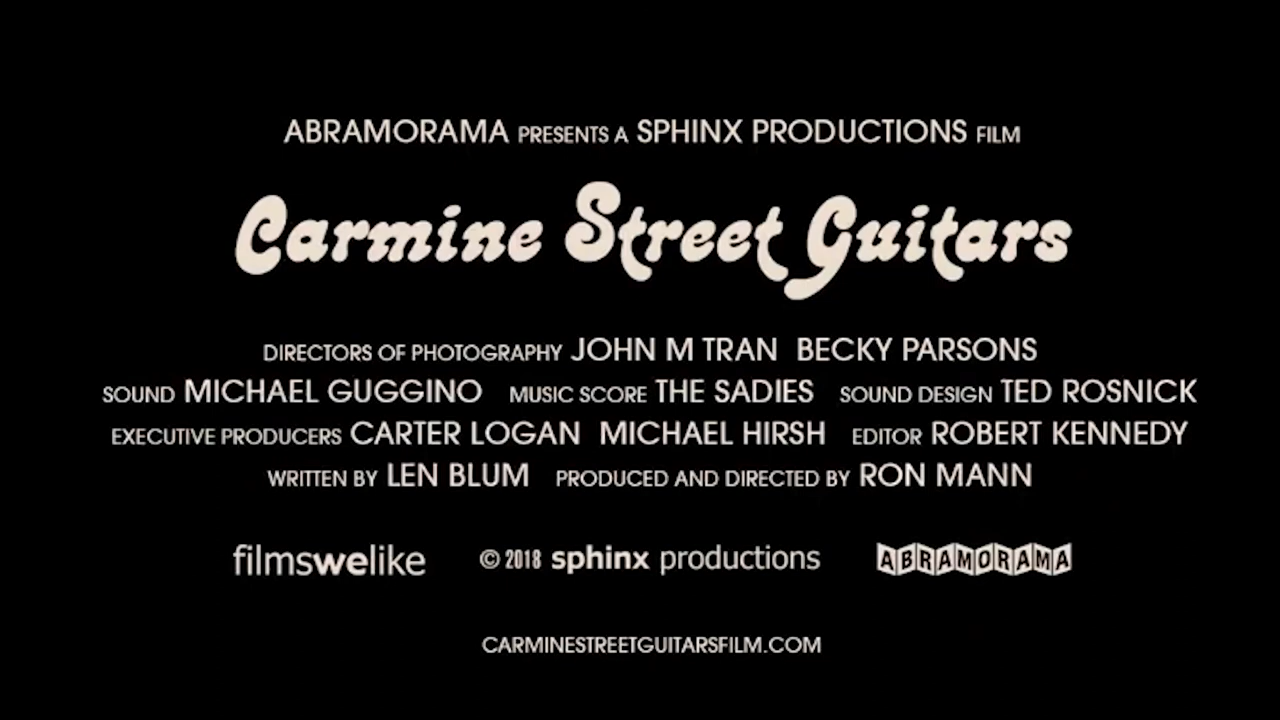 ABRAMORAMA PRESENTS A SPHINX PRODUCTIONS FILM
Carmine Street Guitars
DIRECTORS OF PHOTOGRAPHY JOHN M TRAN BECKY PARSONS
SOUND MICHAEL GUGGINO MUSIC SCORE THE SADIES SOUND DESIGN TED ROSNICK
EXECUTIVE PRODUCERS CARTER LOGAN MICHAEL HIRSH EDITOR ROBERT KENNEDY
WRITTEN BY LEN BLUM PRODUCED AND DIRECTED BY RON MANN
filmswelike © 2018 sphinx productions ABRAMORAMA
CARMINESTREETGUITARSFILM.COM